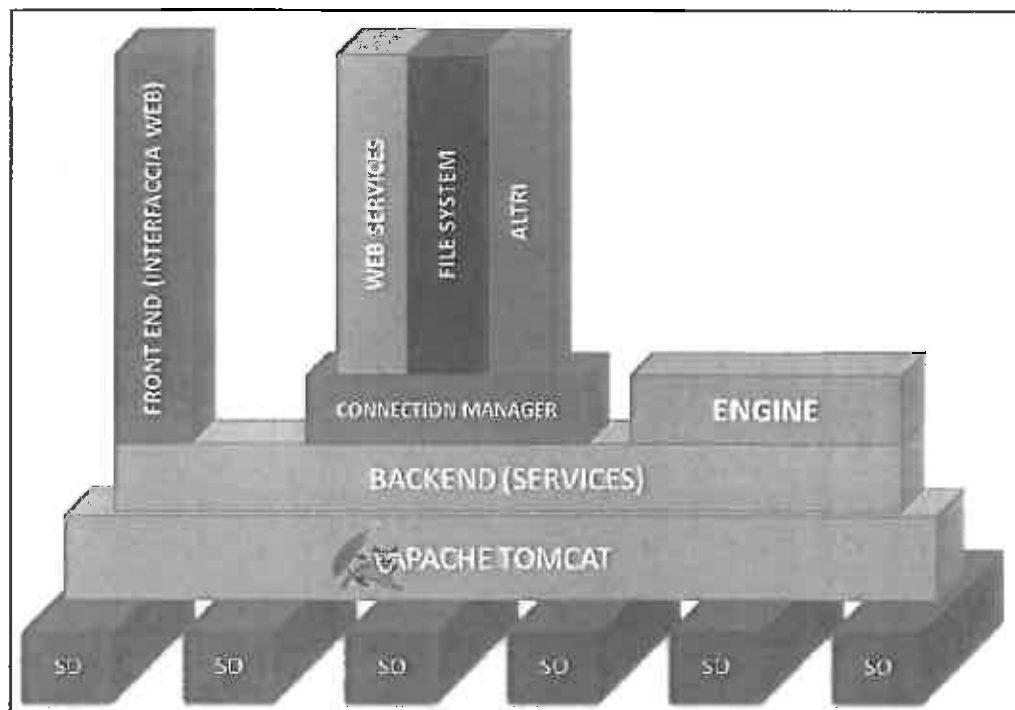 FRONT END (INTERFACCIA WEB)
WEB SERVICES
FILE SYSTEM
ALTRI
CONNECTION MANAGER
ENGINE
BACKEND (SERVICES)
APACHE TOMCAT
SO
SO
SO
SO
SO
SO